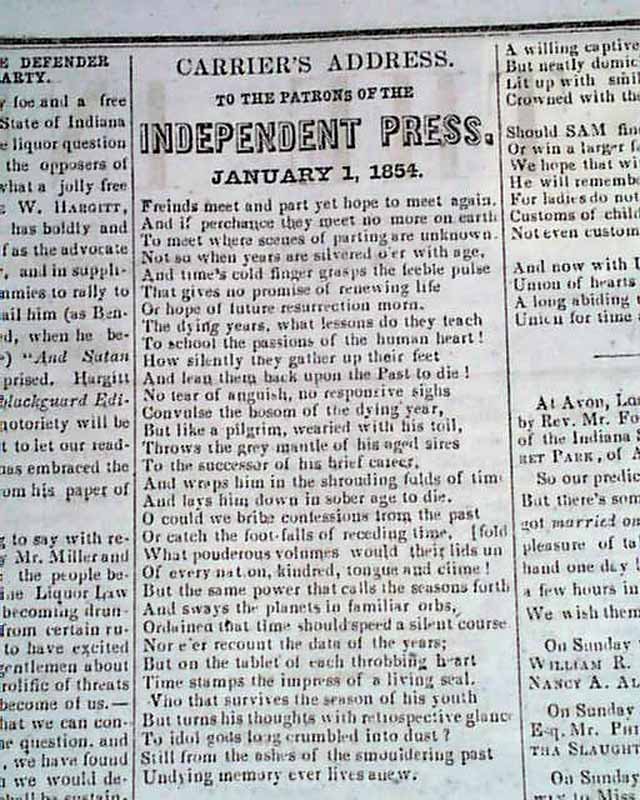 E DEFENDER
ARTY.
y foe and a free
State of Indiana
e liquor question
the opposers of
what a jolly free
E W. HARGITT,
has boldly and
f as the advocate
r, and in suppli-
mmies to rally to
ail him (as Ben-
ed, when he be-
e) "And Satan
prised. Hargitt
blackguard Edi-
notoriety will be
t to let our read-
has embraced the
rom his paper of
g to say with re-
Mr. Miller and
the people be-
ine Liquor Law
becoming drun-
from certain ru-
to have excited
gentlemen about
rolific of threats
become of us.—
hat we can con-
e question, and
, we have found
h we would de-
shall be sustain-
CARRIER'S ADDRESS.
TO THE PATRONS OF THE
INDEPENDENT PRESS.
JANUARY 1, 1854.
Freinds meet and part yet hope to meet again.
And if perchance they meet no more on earth
To meet where scenes of parting are unknown.
Not so when years are silvered o'er with age,
And time's cold finger grasps the feeble pulse
That gives no promise of renewing life
Or hope of future resurrection morn.
The dying years, what lessons do they teach
To school the passions of the human heart!
How silently they gather up their feet
And lean them back upon the Past to die!
No tear of anguish, no responsive sighs
Convulse the bosom of the dying year,
But like a pilgrim, wearied with his toil,
Throws the grey mantle of his aged sires
To the successor of his brief career,
And wraps him in the shrouding folds of time
And lays him down in sober age to die.
O could we bribe confessions from the past
Or catch the foot-falls of receding time, [fold
What pouderous volumes would their lids un
Of every nation, kindred, tongue and clime!
But the same power that calls the seasons forth
And sways the planets in familiar orbs,
Ordained that time should speed a silent course
Nor e'er recount the data of the years;
But on the tablet of each throbbing heart
Time stamps the impress of a living seal.
Who that survives the season of his youth
But turns his thoughts with retrospective glance
To idol gods long crumbled into dust?
Still from the ashes of the smouldering past
Undying memory ever lives anew.
A willing captive
But neatly domic
Lit up with smil
Crowned with the
Should SAM fin
Or win a larger f
We hope that wi
He will remembe
For ladies do not
Customs of child
Not even custom
And now with
Union of hearts
A long abiding
Union for time
At Avon, Las
by Rev. Mr. Fo
of the Indiana S
RET PARK, of A
So our predic
But there's som
got married on
pleasure of tal
hand one day l
a few hours in
We wish them
On Sunday
WILLIAM R.
NANCY A. AL
On Sunday
Esq. Mr. PHI
THA SLAUGHT
On Sunday
WILY to Miss